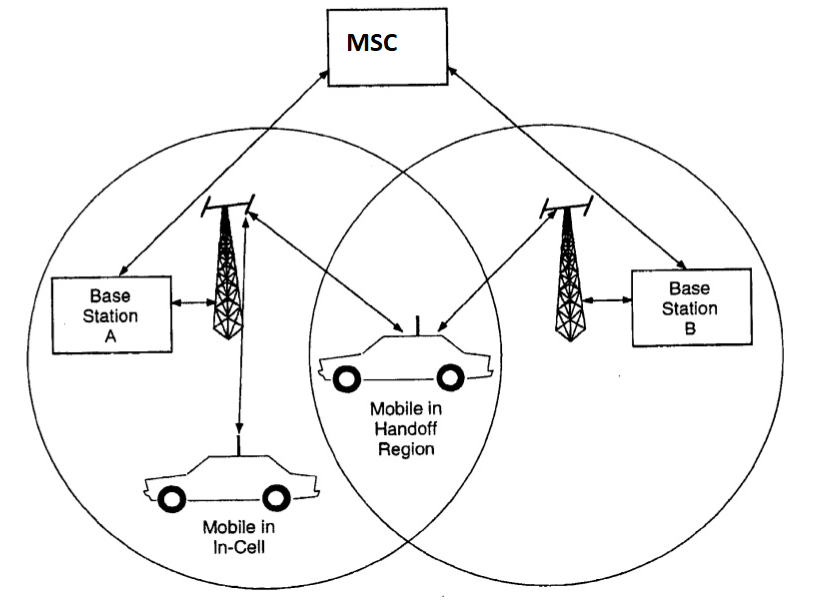 MSC
Base
Station
A
Base
Station
B
Mobile in
Handoff
Region
Mobile in
In-Cell